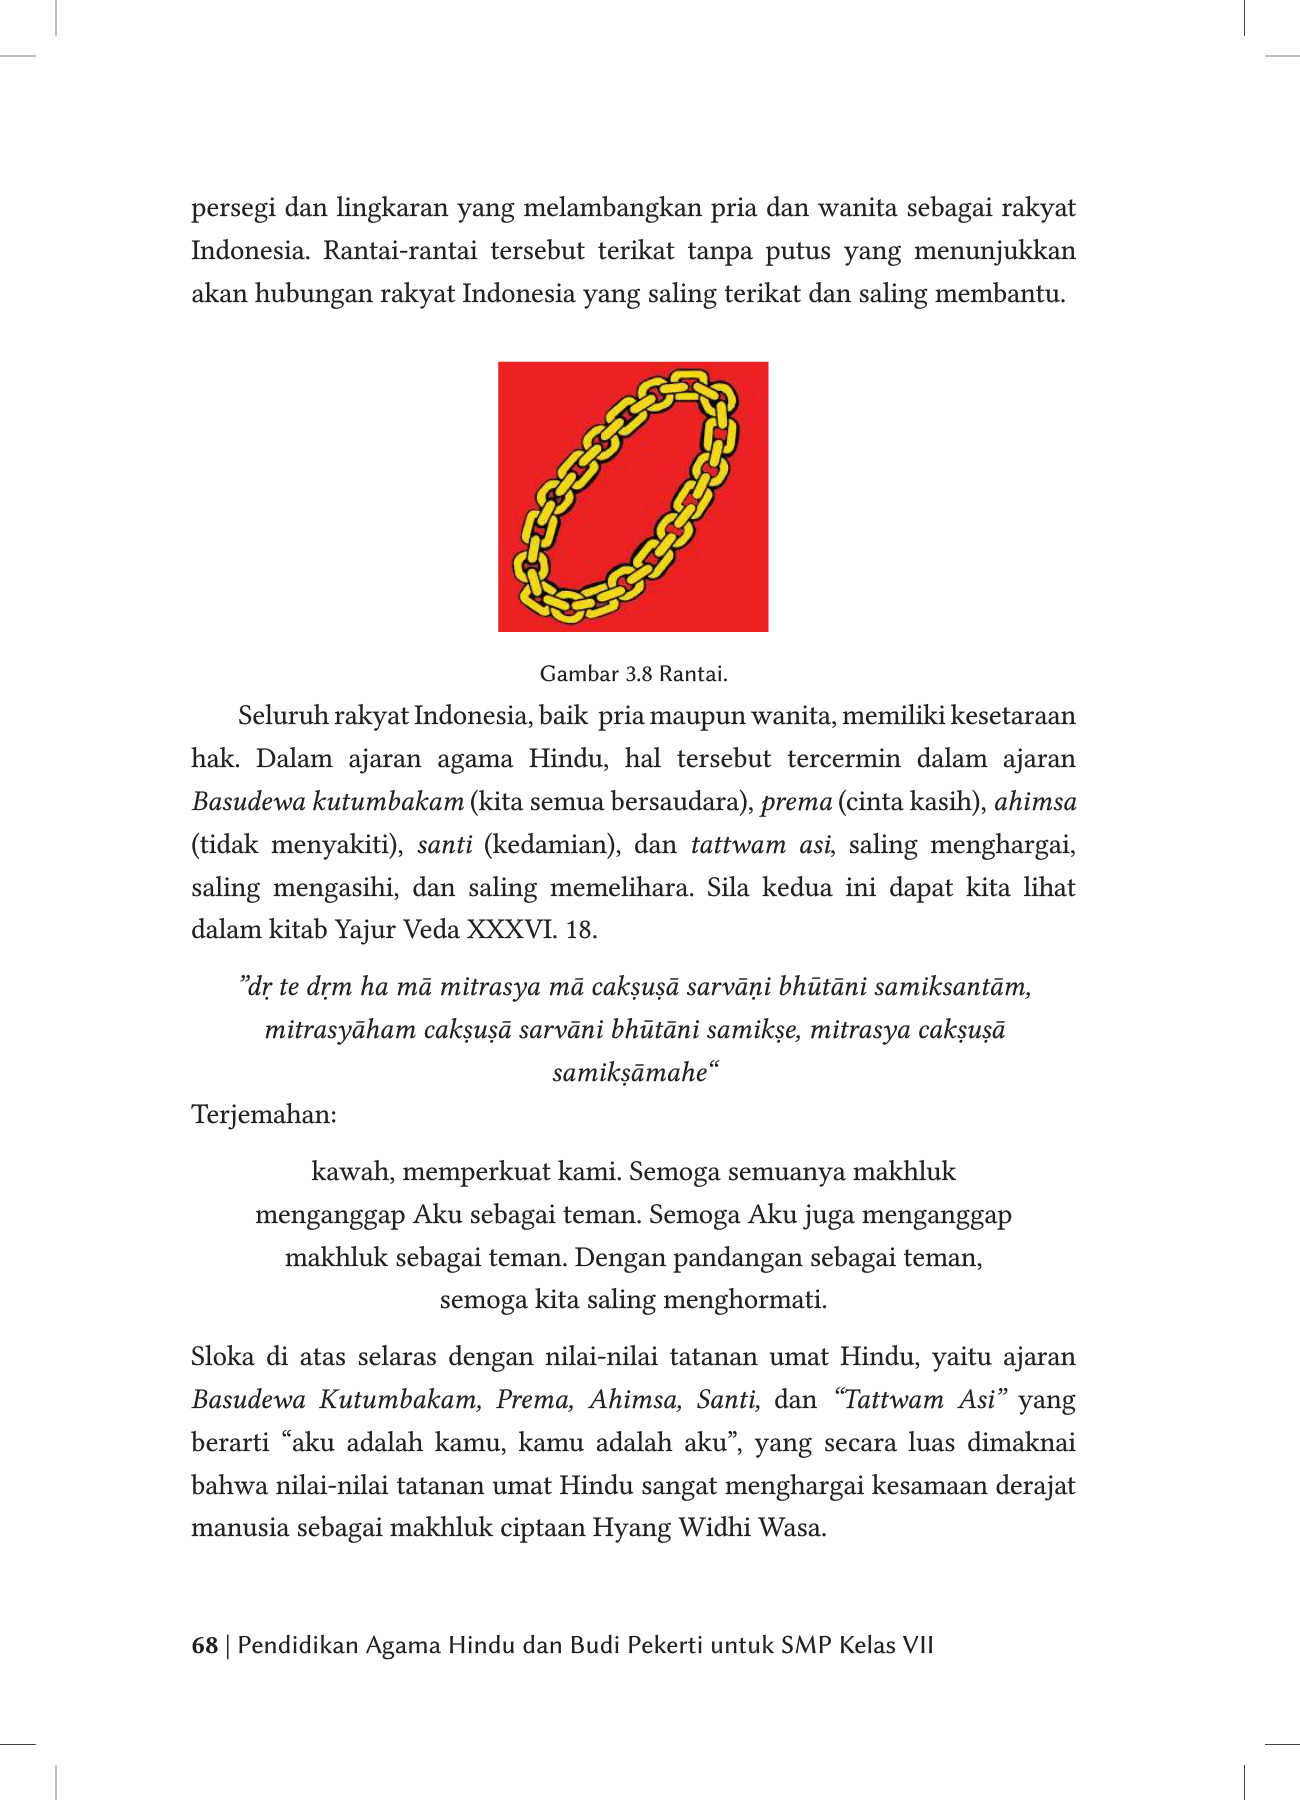 persegi dan lingkaran yang melambangkan pria dan wanita sebagai rakyat
Indonesia. Rantai-rantai tersebut terikat tanpa putus yang menunjukkan
akan hubungan rakyat Indonesia yang saling terikat dan saling membantu.
Gambar 3.8 Rantai.
Seluruh rakyat Indonesia, baik pria maupun wanita, memiliki kesetaraan
hak. Dalam ajaran agama Hindu, hal tersebut tercermin dalam ajaran
Basudewa kutumbakam (kita semua bersaudara), prema (cinta kasih), ahimsa
(tidak menyakiti), santi (kedamian), dan tattwam asi, saling menghargai,
saling mengasihi, dan saling memelihara. Sila kedua ini dapat kita lihat
dalam kitab Yajur Veda XXXVI. 18.
”dṛ te dṛm ha mā mitrasya mā cakṣuṣā sarvāṇi bhūtāni samiksantām,
mitrasyāham cakṣuṣā sarvāni bhūtāni samikṣe, mitrasya cakṣuṣā
samikṣāmahe“
Terjemahan:
kawah, memperkuat kami. Semoga semuanya makhluk
menganggap Aku sebagai teman. Semoga Aku juga menganggap
makhluk sebagai teman. Dengan pandangan sebagai teman,
semoga kita saling menghormati.
Sloka di atas selaras dengan nilai-nilai tatanan umat Hindu, yaitu ajaran
Basudewa Kutumbakam, Prema, Ahimsa, Santi, dan “Tattwam Asi” yang
berarti “aku adalah kamu, kamu adalah aku”, yang secara luas dimaknai
bahwa nilai-nilai tatanan umat Hindu sangat menghargai kesamaan derajat
manusia sebagai makhluk ciptaan Hyang Widhi Wasa.
68 | Pendidikan Agama Hindu dan Budi Pekerti untuk SMP Kelas VII